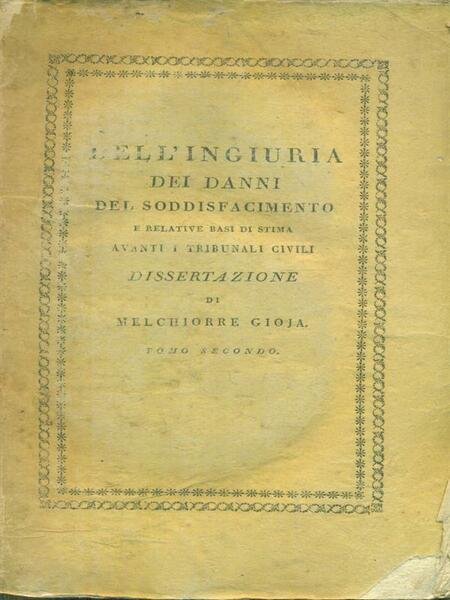 DELL'INGIURIA
DEI DANNI
DEL SODDISFACIMENTO
E RELATIVE BASI DI STIMA
AVANTI I TRIBUNALI CIVILI
DISSERTAZIONE
DI
MELCHIORRE GIOJA.
TOMO SECONDO.